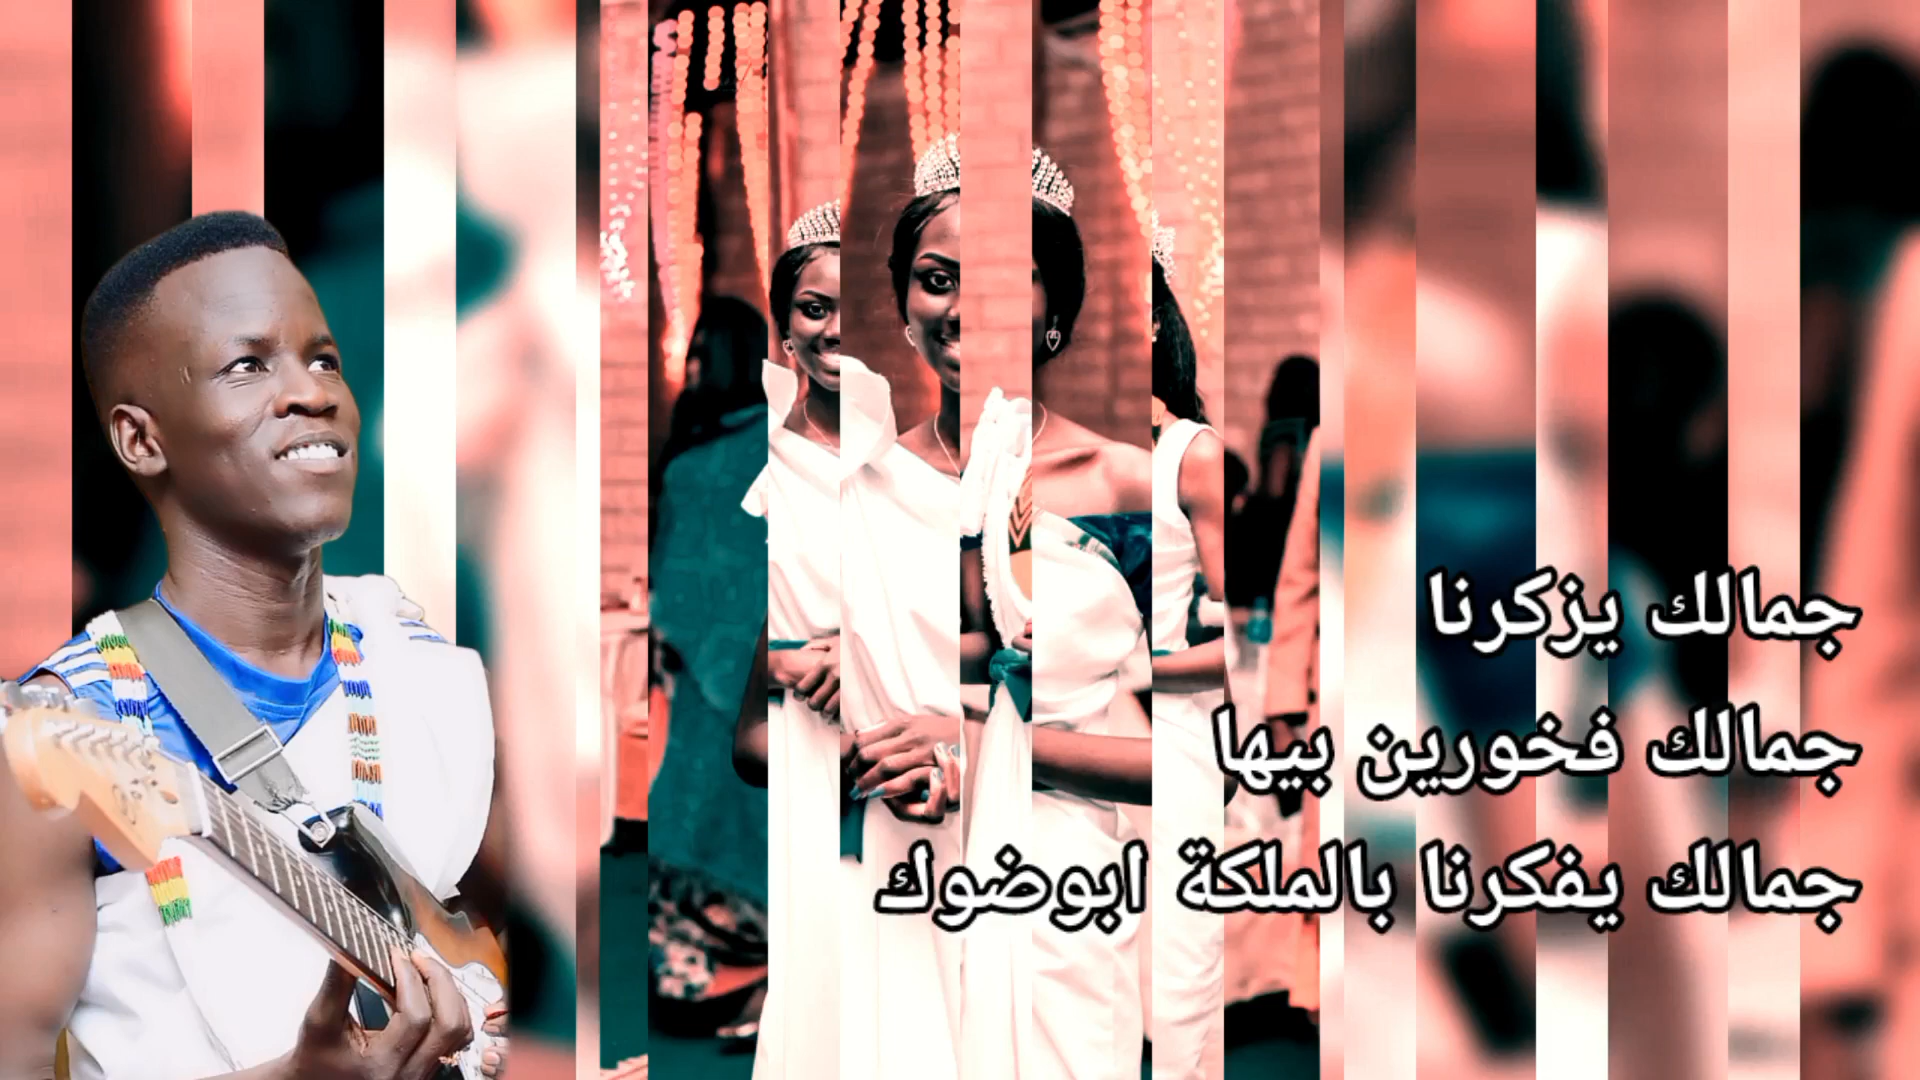 جمالك يزكرنا
جمالك فخورين بيها
جمالك يفكرنا بالملكة ابوضوك